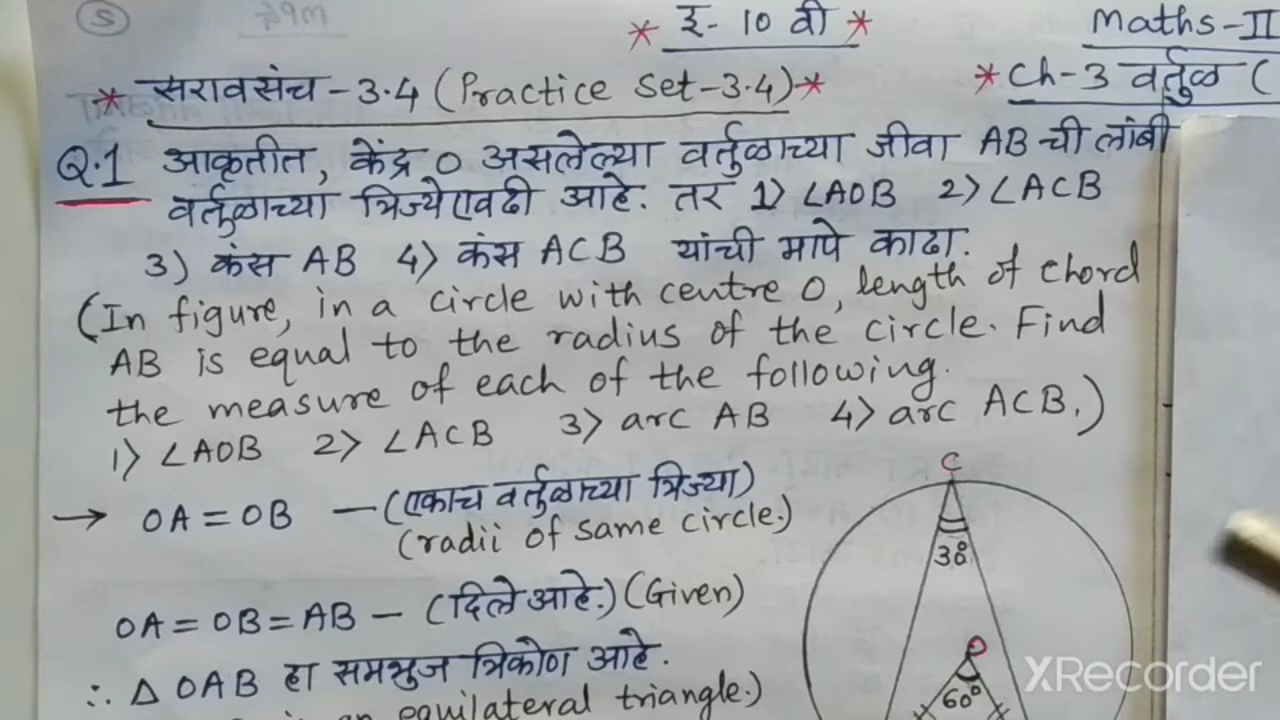 5
* इ- 10 वी *
Maths-II
* सरावसंच-3.4 (Practice Set-3.4) *
* Ch-3 वर्तुळ (
Q.1 आकृतीत, केंद्र O असलेल्या वर्तुळाच्या जीवा AB ची लांबी
वर्तुळाच्या त्रिज्येएवढी आहे. तर 1) ∠AOB 2) ∠ACB
3) कंस AB 4) कंस ACB यांची मापे काढा.
(In figure, in a circle with centre O, length of chord
AB is equal to the radius of the circle. Find
the measure of each of the following.
1) ∠AOB 2) ∠ACB 3) arc AB 4) arc ACB.)
→ OA = OB — (एकाच वर्तुळाच्या त्रिज्या)
(radii of same circle.)
OA = OB = AB — (दिले आहे.) (Given)
∴ Δ OAB हा समभुज त्रिकोण आहे.
an equilateral triangle.)
C
30°
O
60°
XRecorder